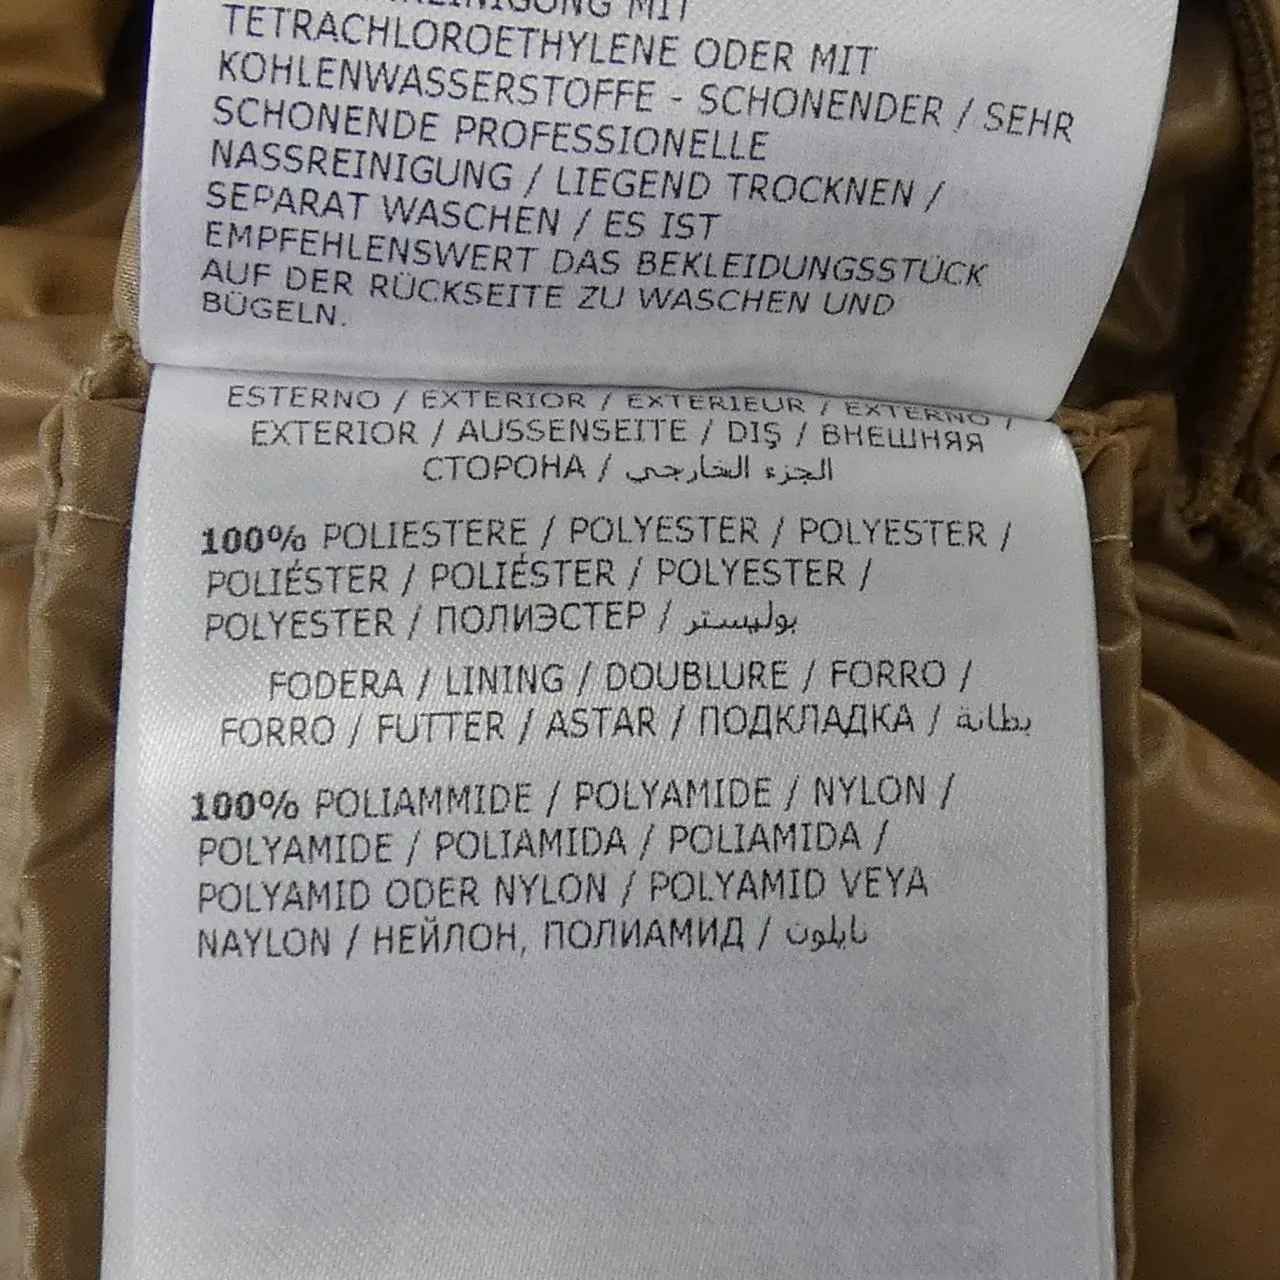 MIT
TETRACHLOROETHYLENE ODER MIT
KOHLENWASSERSTOFFE - SCHONENDER / SEHR
SCHONENDE PROFESSIONELLE
NASSREINIGUNG / LIEGEND TROCKNEN /
SEPARAT WASCHEN / ES IST
EMPFEHLENSWERT DAS BEKLEIDUNGSSTÜCK
AUF DER RÜCKSEITE ZU WASCHEN UND
BÜGELN.
ESTERNO / EXTERIOR / EXTERIEUR / EXTERNO /
EXTERIOR / AUSSENSEITE / DIŞ / ВНЕШНЯЯ
СТОРОНА / الجزء الخارجي
100% POLIESTERE / POLYESTER / POLYESTER /
POLIÉSTER / POLIÉSTER / POLYESTER /
POLYESTER / ПОЛИЭСТЕР / بوليستر
FODERA / LINING / DOUBLURE / FORRO /
FORRO / FUTTER / ASTAR / ПОДКЛАДКА / بطانة
100% POLIAMMIDE / POLYAMIDE / NYLON /
POLYAMIDE / POLIAMIDA / POLIAMIDA /
POLYAMID ODER NYLON / POLYAMID VEYA
NAYLON / НЕЙЛОН, ПОЛИАМИД / نايلون